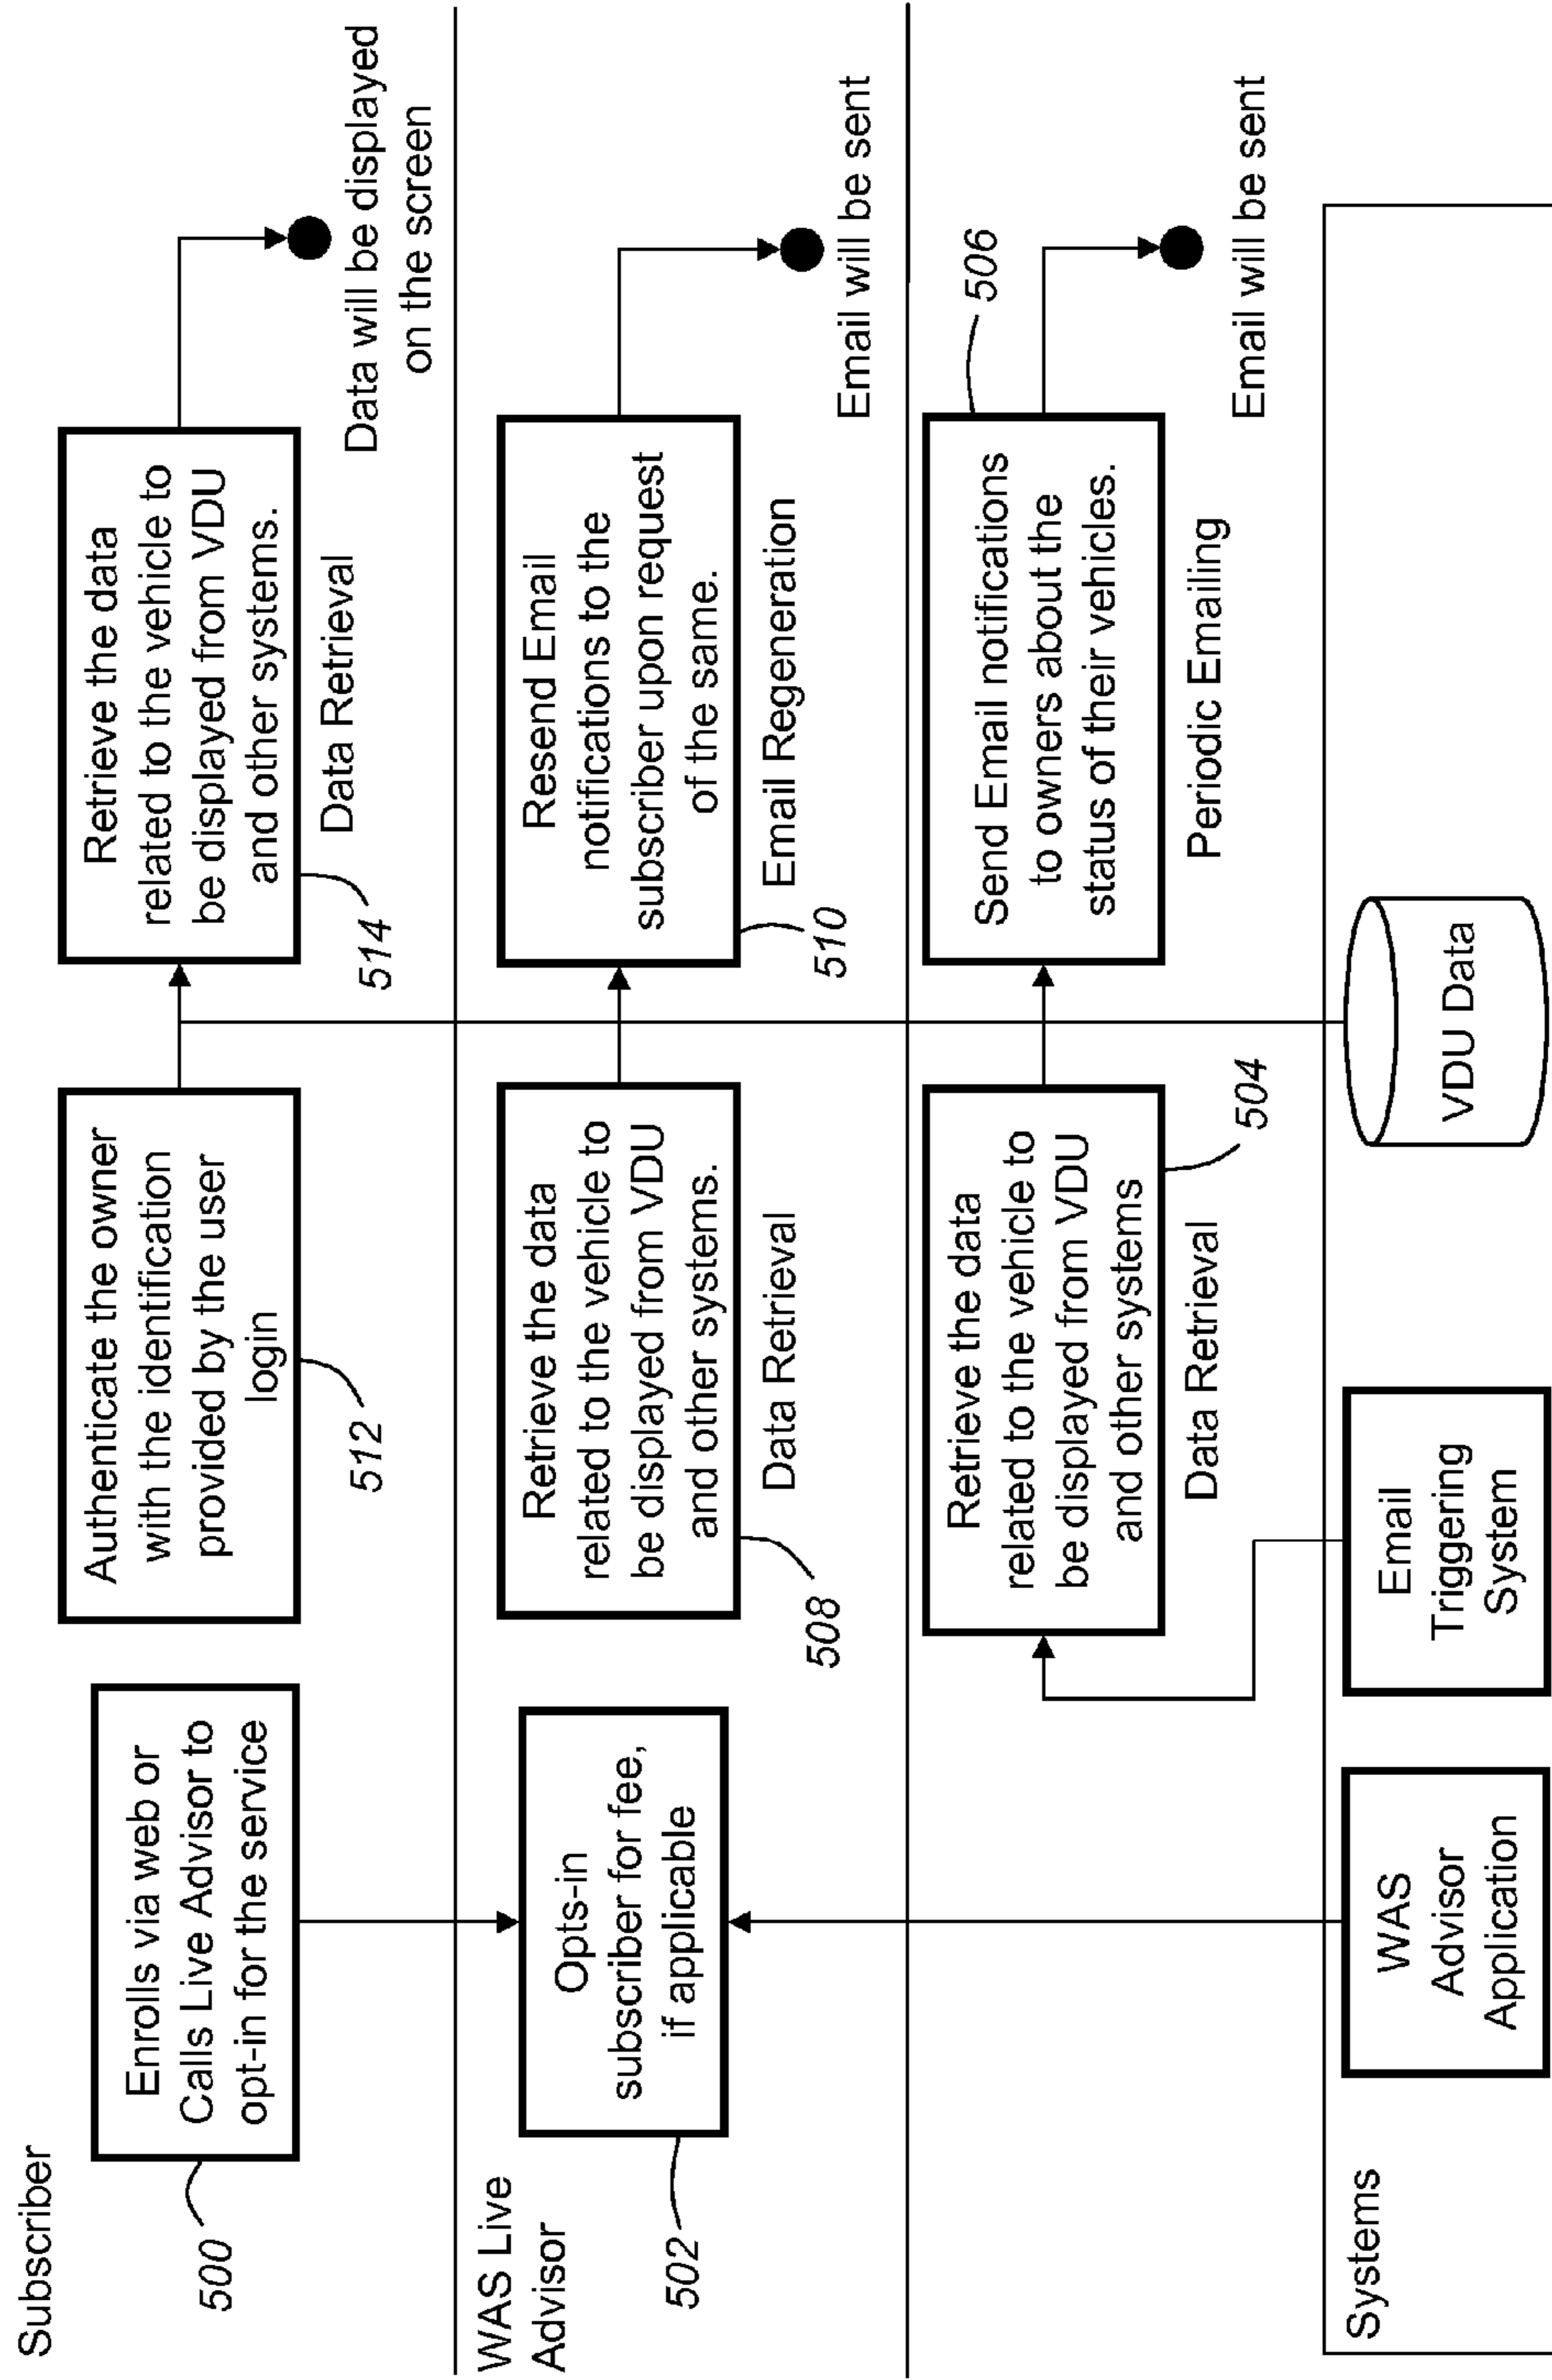 Subscriber
Enrolls via web or
Calls Live Advisor to
opt-in for the service
500
Authenticate the owner
with the identification
provided by the user
login
512
Retrieve the data
related to the vehicle to
be displayed from VDU
and other systems.
Data Retrieval
514
Data will be displayed
on the screen
WAS Live
Advisor
Opts-in
subscriber for fee,
if applicable
502
Retrieve the data
related to the vehicle to
be displayed from VDU
and other systems.
Data Retrieval
508
Resend Email
notifications to the
subscriber upon request
of the same.
Email Regeneration
510
Email will be sent
Retrieve the data
related to the vehicle to
be displayed from VDU
and other systems
Data Retrieval
504
Send Email notifications
to owners about the
status of their vehicles.
Periodic Emailing
506
Email will be sent
Systems
WAS
Advisor
Application
Email
Triggering
System
VDU Data